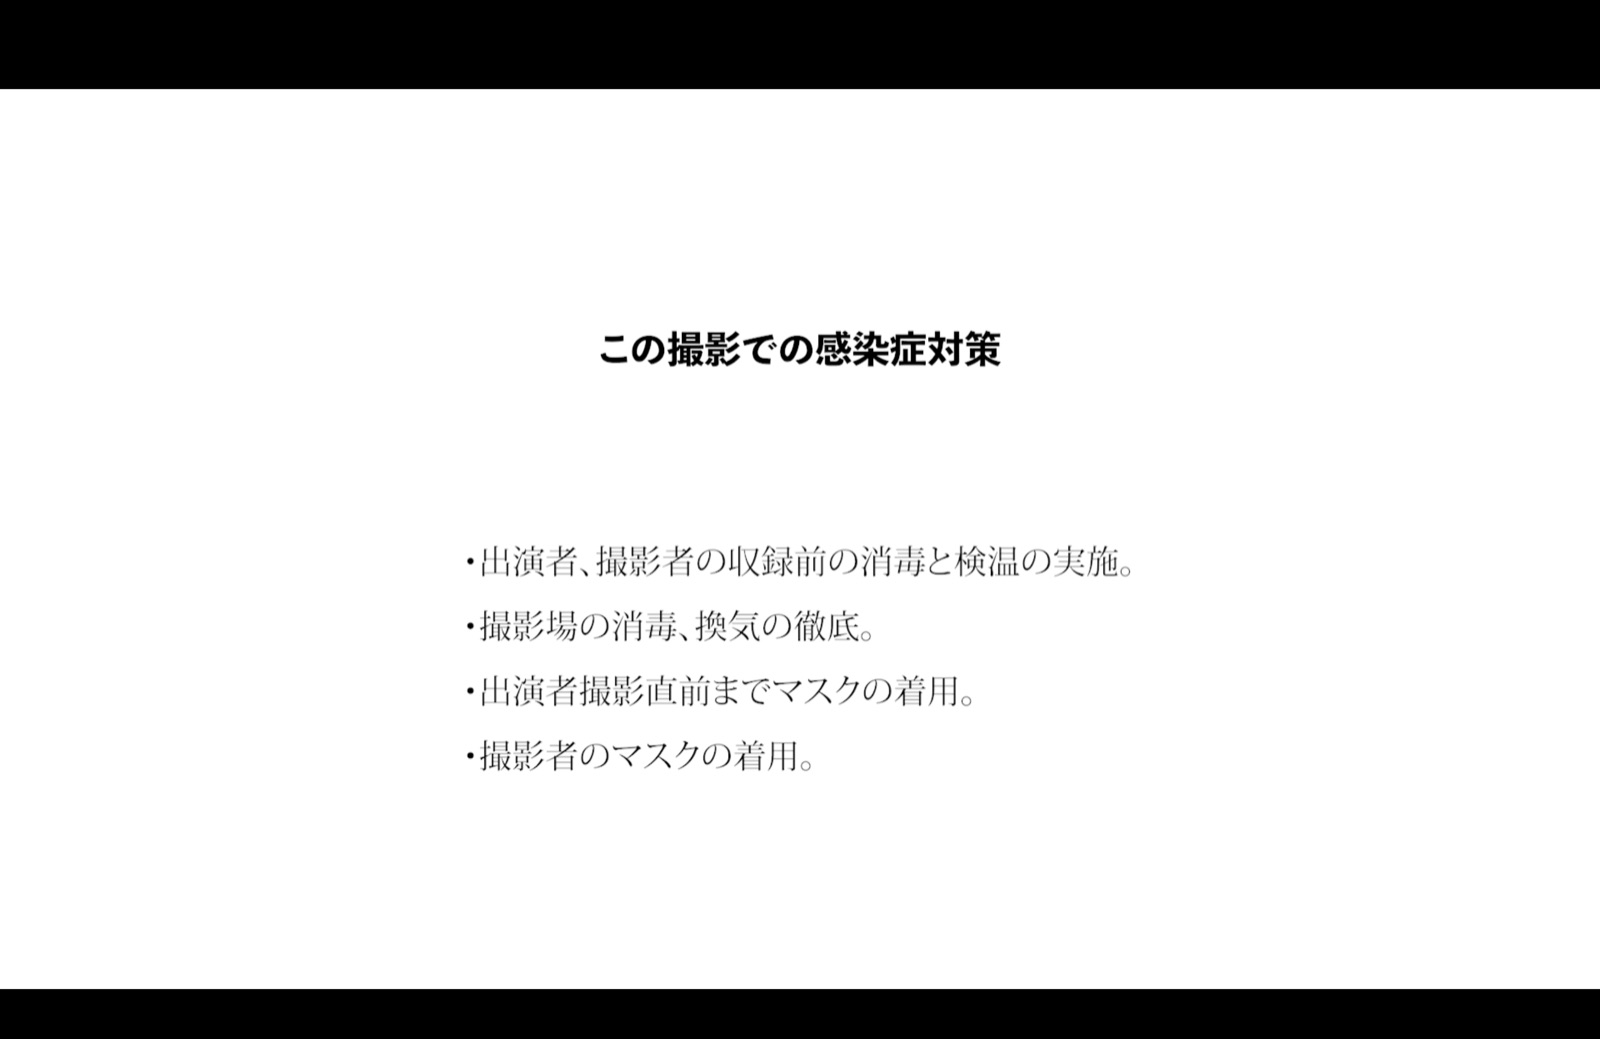 この撮影での感染症対策
・出演者、撮影者の収録前の消毒と検温の実施。
・撮影場の消毒、換気の徹底。
・出演者撮影直前までマスクの着用。
・撮影者のマスクの着用。